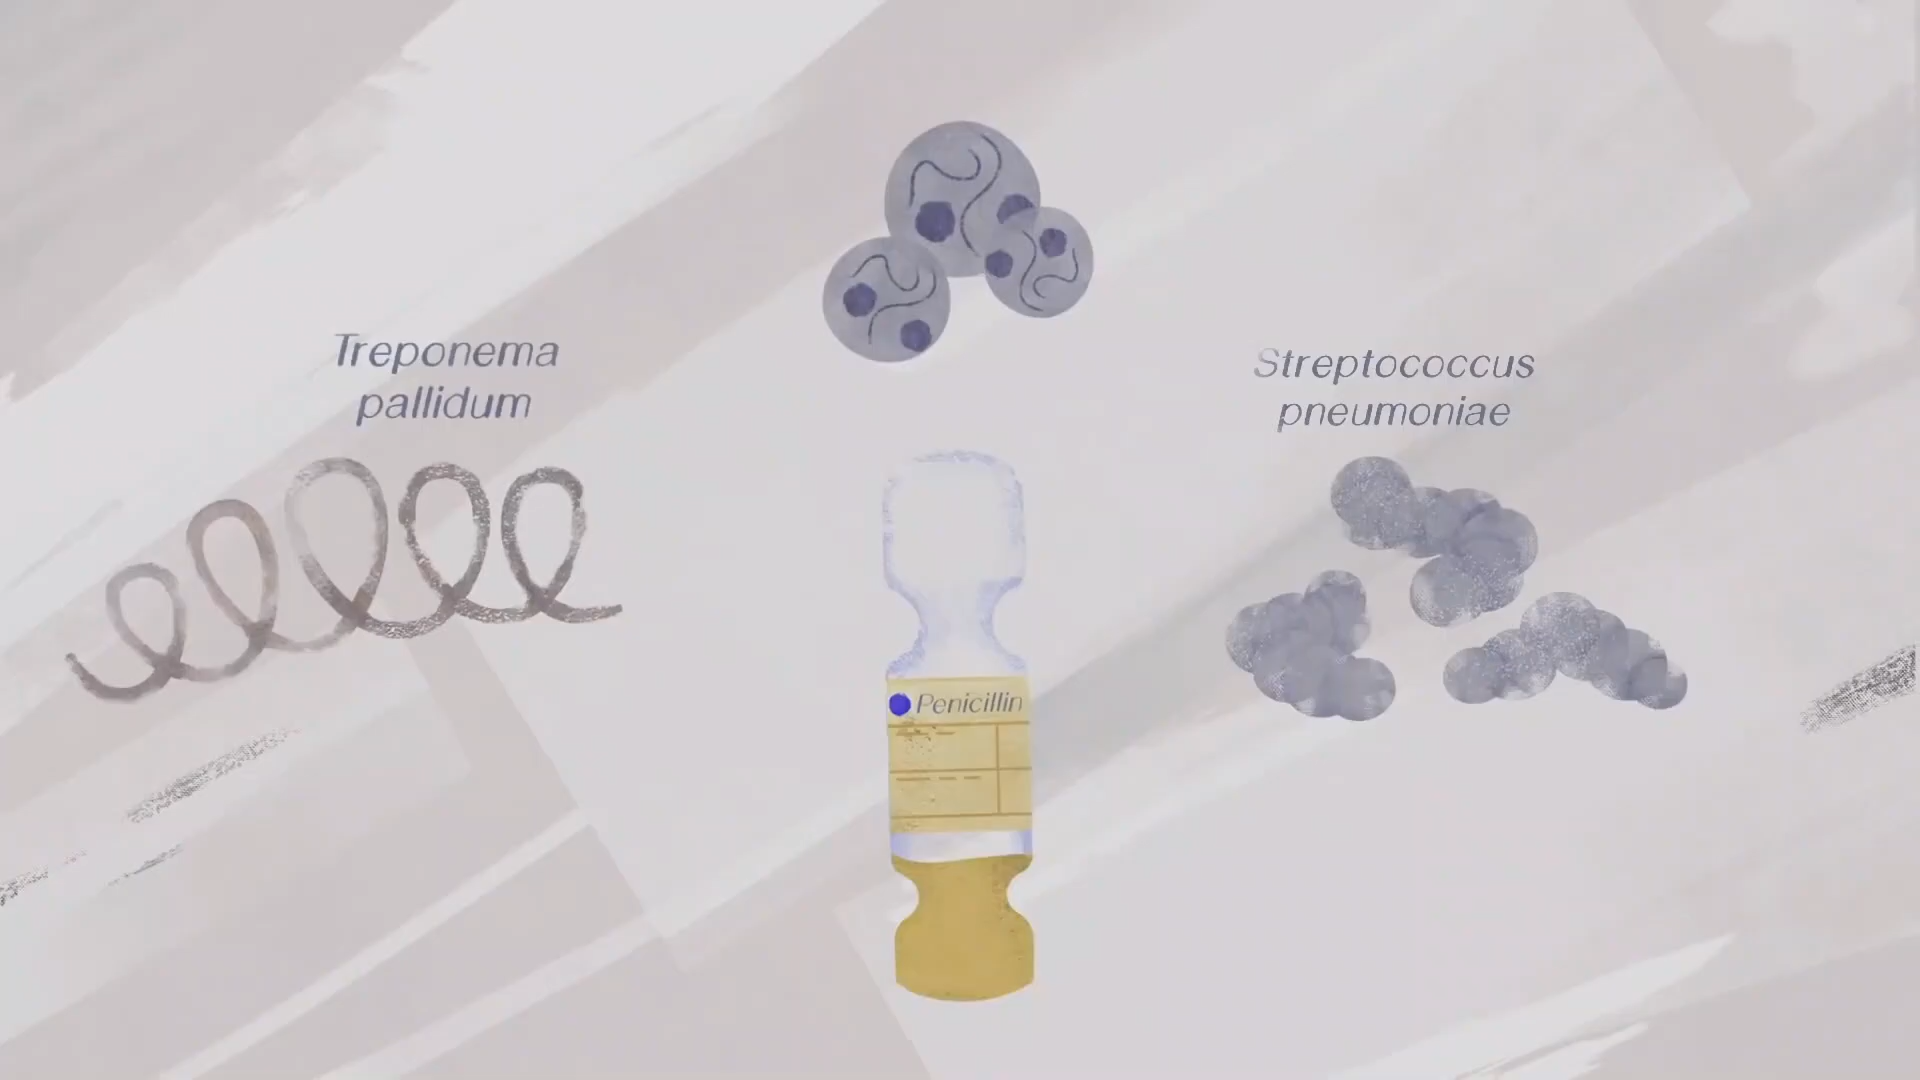 Treponema
pallidum
Streptococcus
pneumoniae
Penicillin